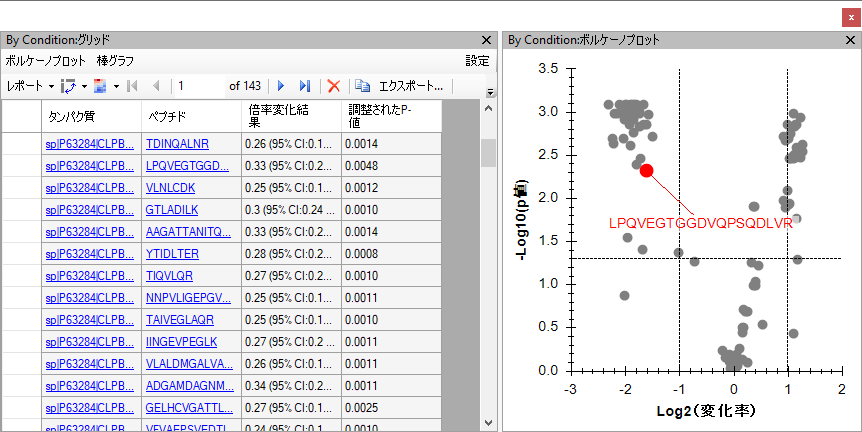 By Condition:グリッド
ボルケーノプロット 棒グラフ 設定
レポート 1 of 143 エクスポート...
タンパク質 ペプチド 倍率変化結果 調整されたP-値
sp|P63284|CLPB... TDINQALNR 0.26 (95% CI:0.1... 0.0014
sp|P63284|CLPB... LPQVEGTGGD... 0.33 (95% CI:0.2... 0.0048
sp|P63284|CLPB... VLNLCDK 0.25 (95% CI:0.1... 0.0012
sp|P63284|CLPB... GTLADILK 0.3 (95% CI:0.24 ... 0.0010
sp|P63284|CLPB... AAGATTANITQ... 0.33 (95% CI:0.2... 0.0014
sp|P63284|CLPB... YTIDLTER 0.28 (95% CI:0.2... 0.0008
sp|P63284|CLPB... TIQVLQR 0.27 (95% CI:0.2... 0.0010
sp|P63284|CLPB... NNPVLIGEPGV... 0.25 (95% CI:0.1... 0.0011
sp|P63284|CLPB... TAIVEGLAQR 0.25 (95% CI:0.1... 0.0010
sp|P63284|CLPB... IINGEVPEGLK 0.27 (95% CI:0.2... 0.0011
sp|P63284|CLPB... VLALDMGALVA... 0.26 (95% CI:0.1... 0.0011
sp|P63284|CLPB... ADGAMDAGNM... 0.34 (95% CI:0.2... 0.0011
sp|P63284|CLPB... GELHCVGATTL... 0.27 (95% CI:0.1... 0.0025
sp|P63284|CLPB... VFVAEPSVEDTI... 0.24 (95% CI:0.1... 0.0010
By Condition:ボルケーノプロット
-Log10(p値)
3.5
3.0
2.5
2.0
1.5
1.0
0.5
0.0
LPQVEGTGGDVQPSQDLVR
-3 -2 -1 0 1 2
Log2(変化率)